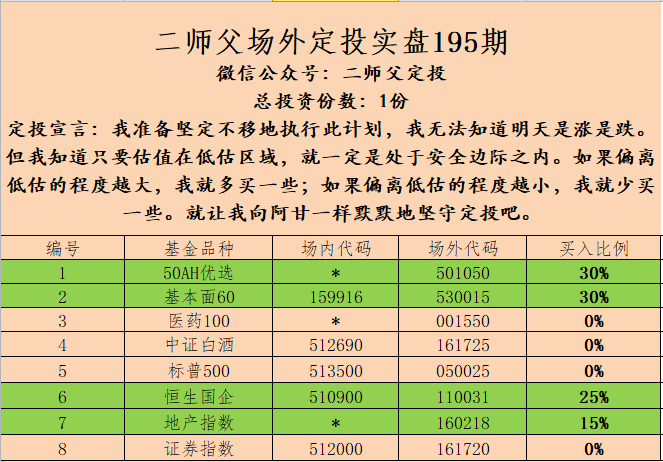 二师父场外定投实盘195期
微信公众号：二师父定投
总投资份数：1份
定投宣言：我准备坚定不移地执行此计划，我无法知道明天是涨是跌。
但我知道只要估值在低估区域，就一定是处于安全边际之内。如果偏离
低估的程度越大，我就多买一些；如果偏离低估的程度越小，我就少买
一些。就让我向阿甘一样默默地坚守定投吧。
编号 基金品种 场内代码 场外代码 买入比例
1 50AH优选 * 501050 30%
2 基本面60 159916 530015 30%
3 医药100 * 001550 0%
4 中证白酒 512690 161725 0%
5 标普500 513500 050025 0%
6 恒生国企 510900 110031 25%
7 地产指数 * 160218 15%
8 证券指数 512000 161720 0%